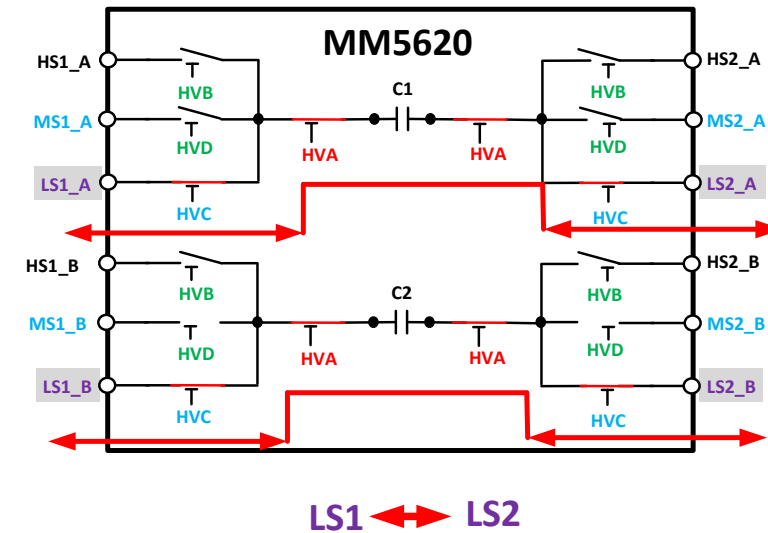 MM5620
HS1_A
HVB
C1
HVB
HS2_A
MS1_A
HVD
HVA
HVA
HVD
MS2_A
LS1_A
HVC
HVC
LS2_A
HS1_B
HVB
C2
HVB
HS2_B
MS1_B
HVD
HVA
HVA
HVD
MS2_B
LS1_B
HVC
HVC
LS2_B
LS1 LS2